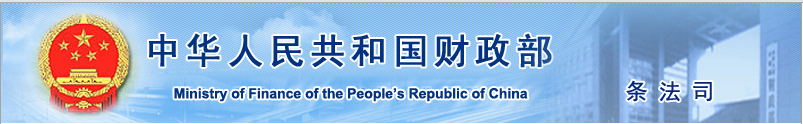 中华人民共和国财政部
Ministry of Finance of the People's Republic of China
条法司